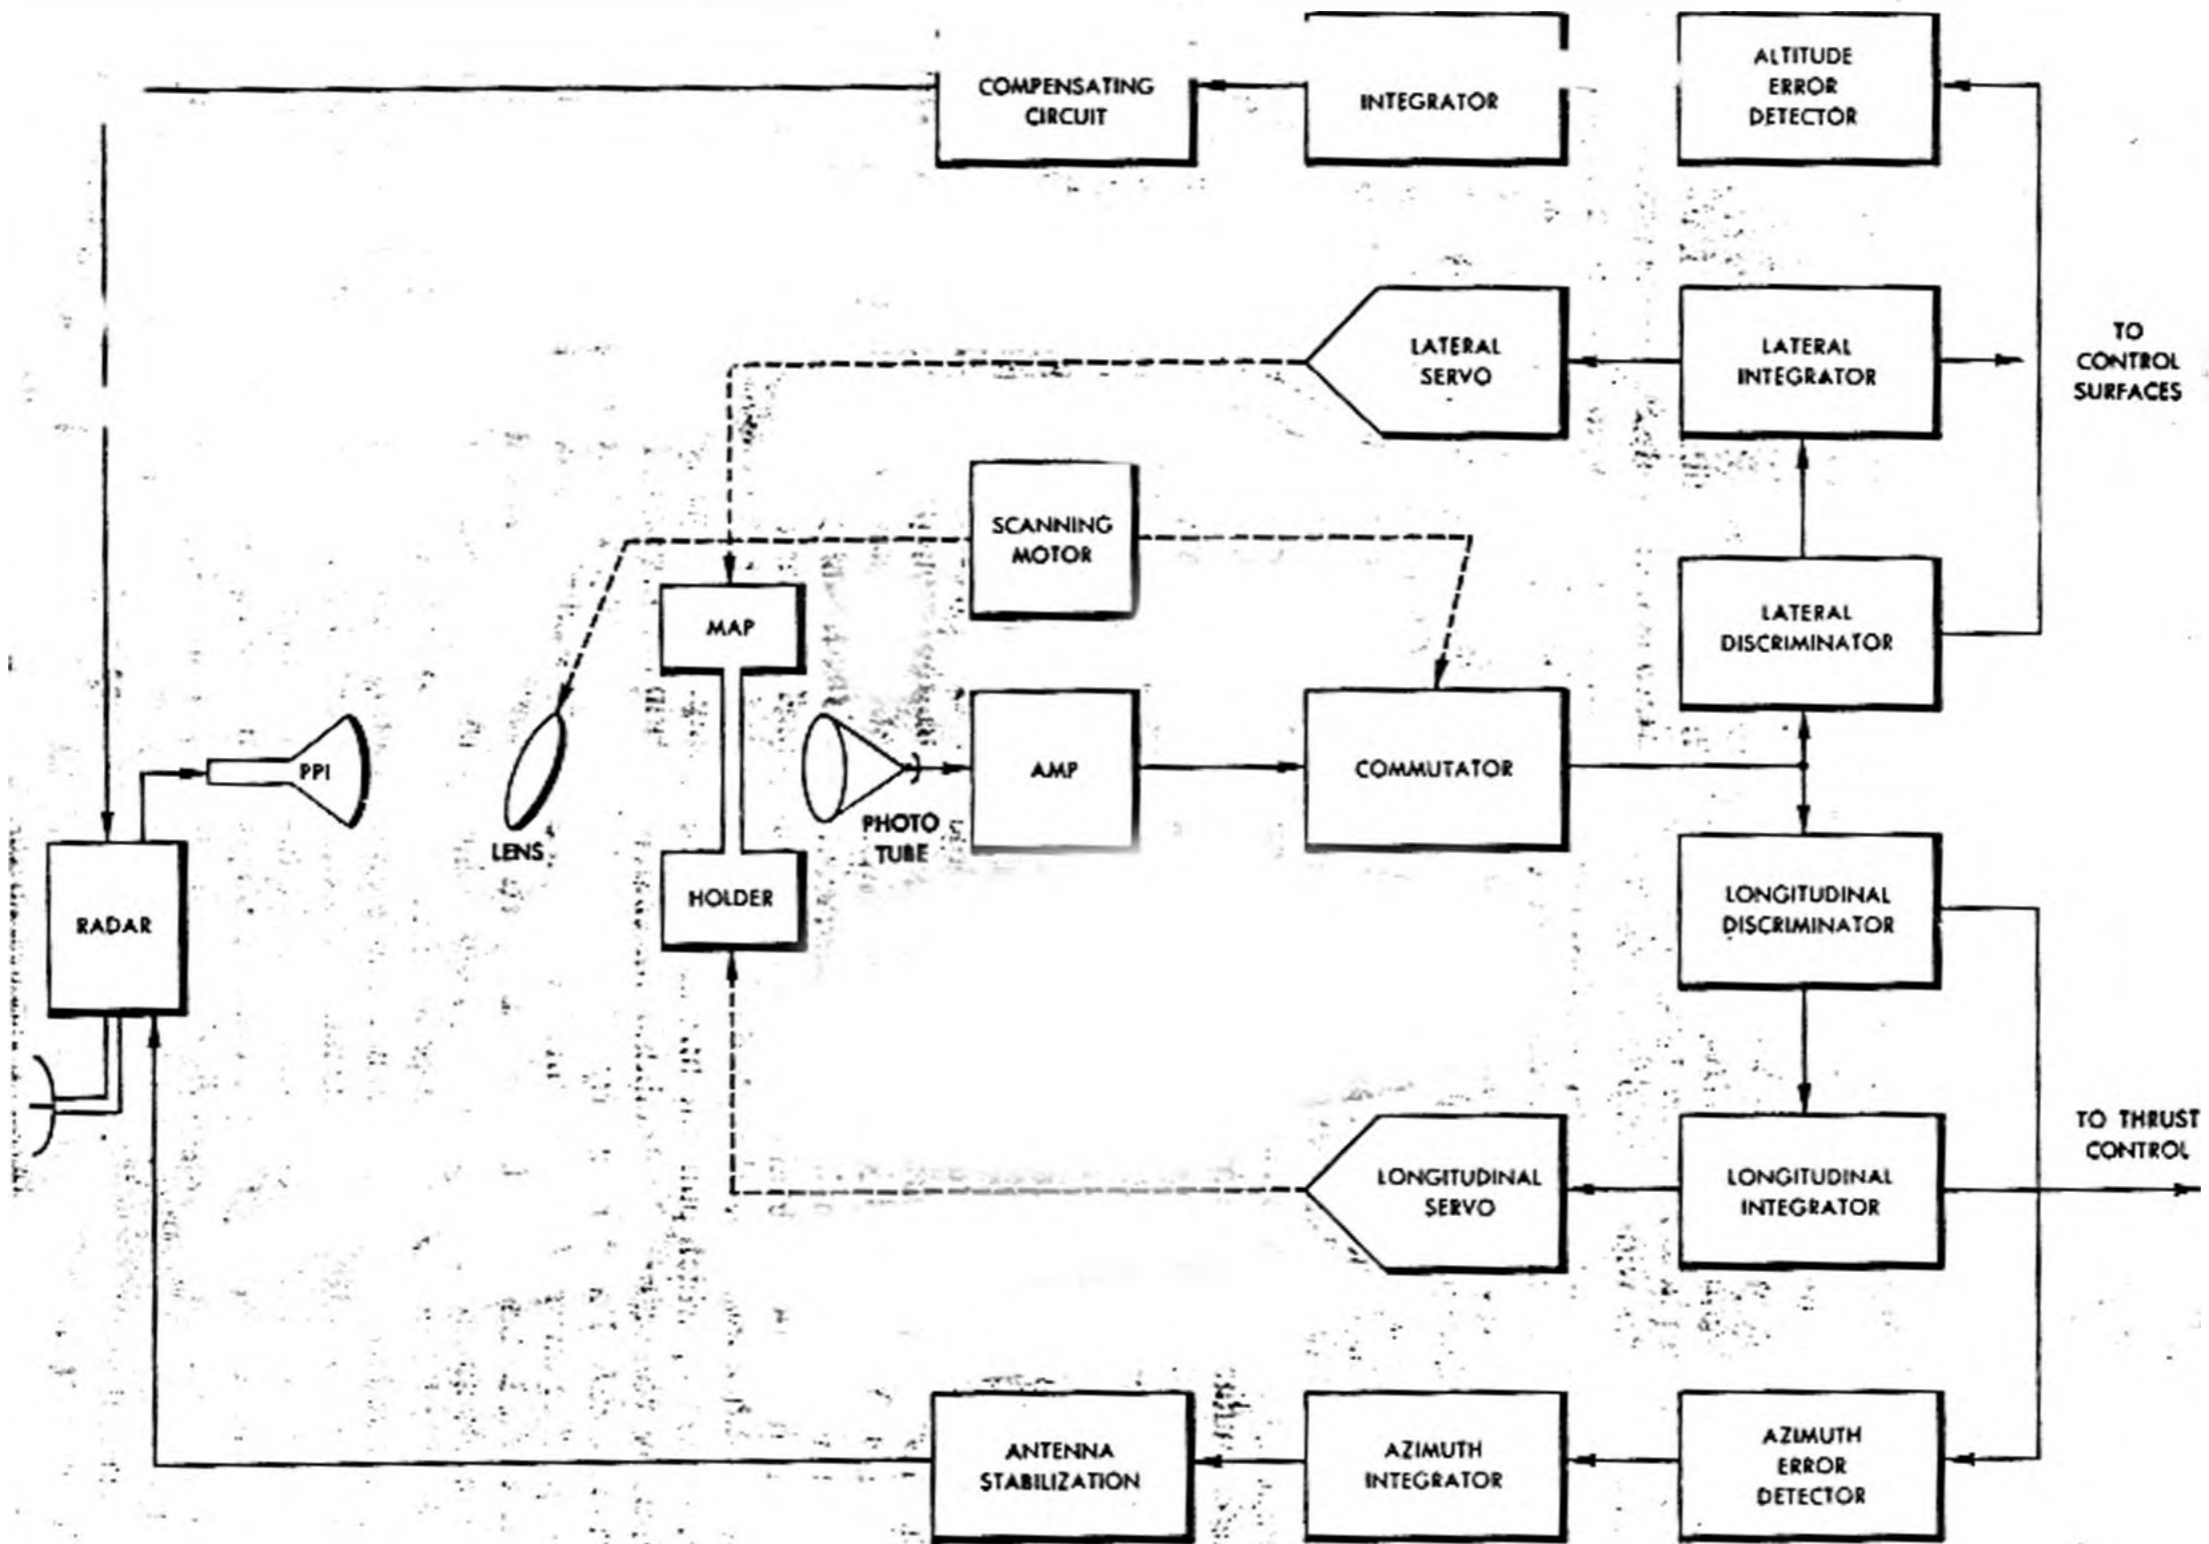 COMPENSATING
CIRCUIT
INTEGRATOR
ALTITUDE
ERROR
DETECTOR
LATERAL
SERVO
LATERAL
INTEGRATOR
TO
CONTROL
SURFACES
SCANNING
MOTOR
MAP
LATERAL
DISCRIMINATOR
PPI
LENS
PHOTO
TUBE
AMP
COMMUTATOR
RADAR
HOLDER
LONGITUDINAL
DISCRIMINATOR
LONGITUDINAL
SERVO
LONGITUDINAL
INTEGRATOR
TO THRUST
CONTROL
ANTENNA
STABILIZATION
AZIMUTH
INTEGRATOR
AZIMUTH
ERROR
DETECTOR